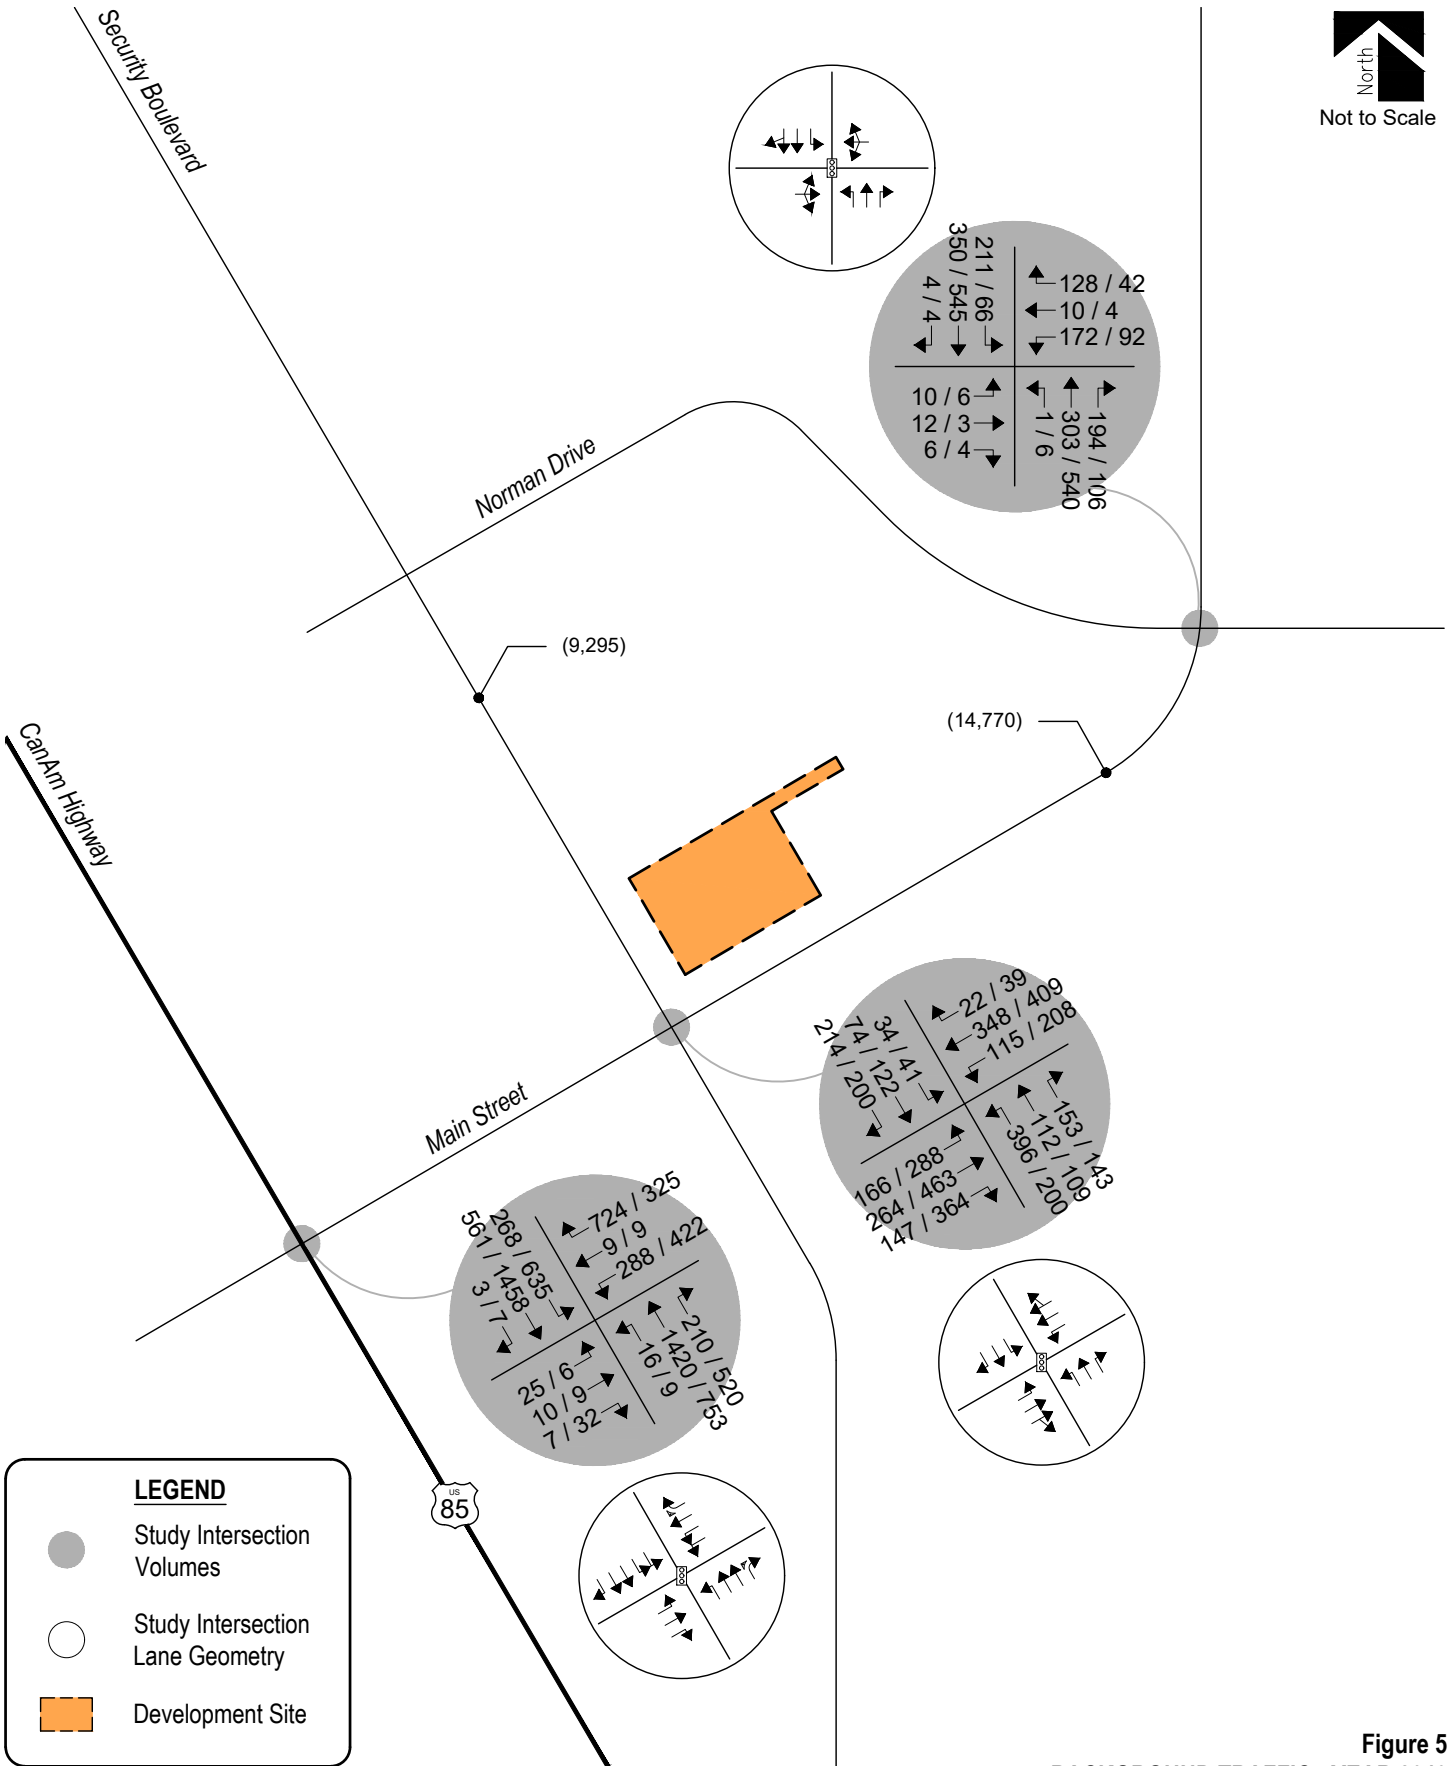 Security Boulevard
North
Not to Scale
211 / 66
350 / 545
4 / 4
128 / 42
10 / 4
172 / 92
10 / 6
12 / 3
6 / 4
194 / 106
303 / 540
1 / 6
Norman Drive
(9,295)
(14,770)
CanAm Highway
22 / 39
348 / 409
115 / 208
34 / 41
74 / 122
214 / 200
153 / 143
112 / 109
396 / 200
166 / 288
264 / 463
147 / 364
Main Street
724 / 325
9 / 9
288 / 422
268 / 635
561 / 1458
3 / 7
210 / 520
1420 / 753
16 / 9
25 / 6
10 / 9
7 / 32
US
85
LEGEND
Study Intersection
Volumes
Study Intersection
Lane Geometry
Development Site
Figure 5